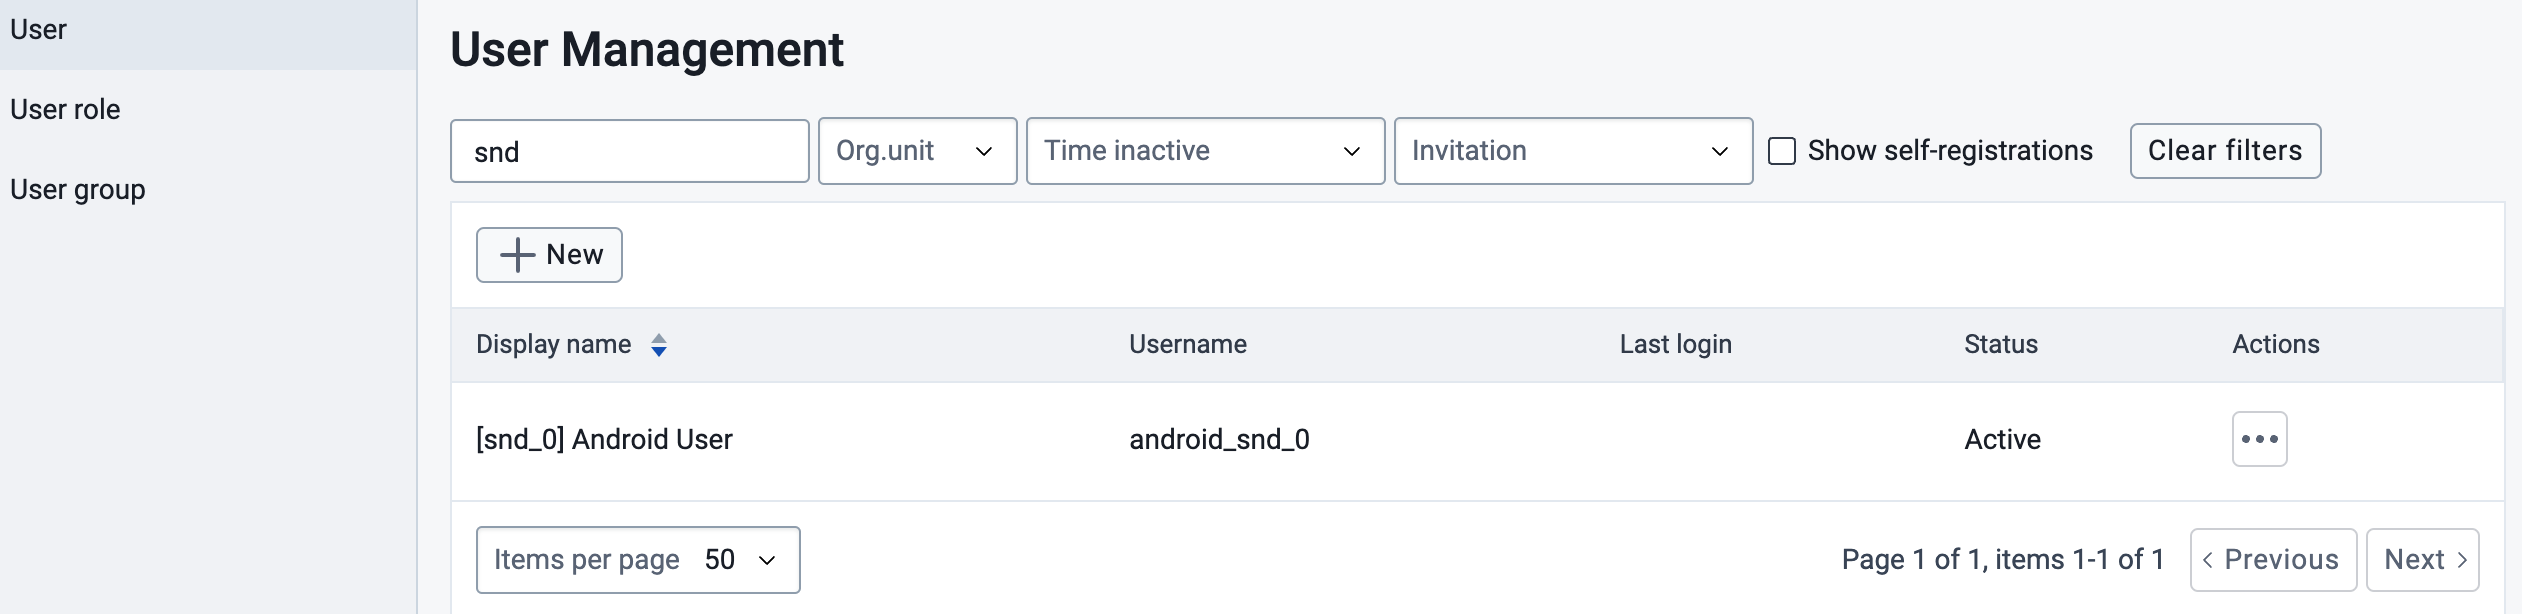 User
User role
User group
User Management
snd
Org.unit
Time inactive
Invitation
Show self-registrations
Clear filters
New
Display name
Username
Last login
Status
Actions
[snd_0] Android User
android_snd_0
Active
Items per page 50
Page 1 of 1, items 1-1 of 1
Previous
Next